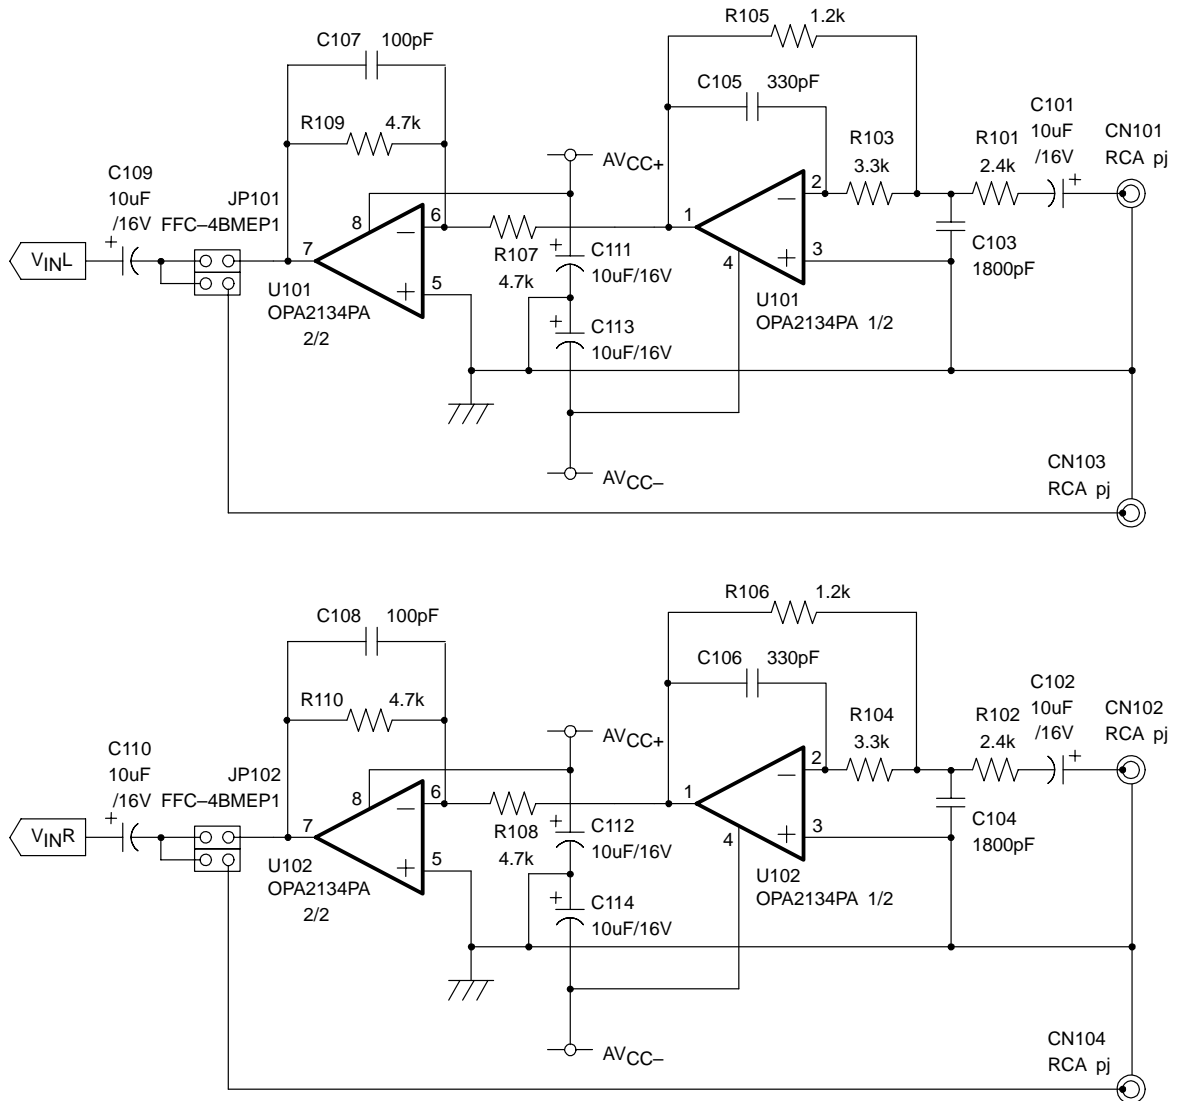 R105 1.2k
C107 100pF
C105 330pF
C101
10uF
/16V
CN101
RCA pj
R109 4.7k
R103
3.3k
R101
2.4k
+
AVCC+
C109
10uF
/16V
+
JP101
FFC–4BMEP1
8
6
–
7
+
5
2
–
1
+
3
4
R107
4.7k
+
C111
10uF/16V
C103
1800pF
VINL
U101
OPA2134PA
2/2
U101
OPA2134PA 1/2
+
C113
10uF/16V
AVCC–
CN103
RCA pj
R106 1.2k
C108 100pF
C106 330pF
C102
10uF
/16V
CN102
RCA pj
R110 4.7k
R104
3.3k
R102
2.4k
+
AVCC+
C110
10uF
/16V
+
JP102
FFC–4BMEP1
8
6
–
7
+
5
2
–
1
+
3
4
R108
4.7k
+
C112
10uF/16V
C104
1800pF
VINR
U102
OPA2134PA
2/2
U102
OPA2134PA 1/2
+
C114
10uF/16V
AVCC–
CN104
RCA pj